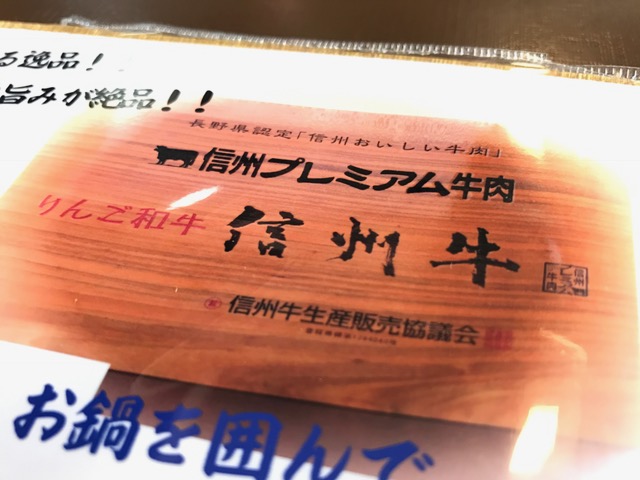 る逸品！
旨みが絶品！！
長野県認定「信州おいしい牛肉」
信州プレミアム牛肉
りんご和牛 信州牛
信州牛生産販売協議会
お鍋を囲んで